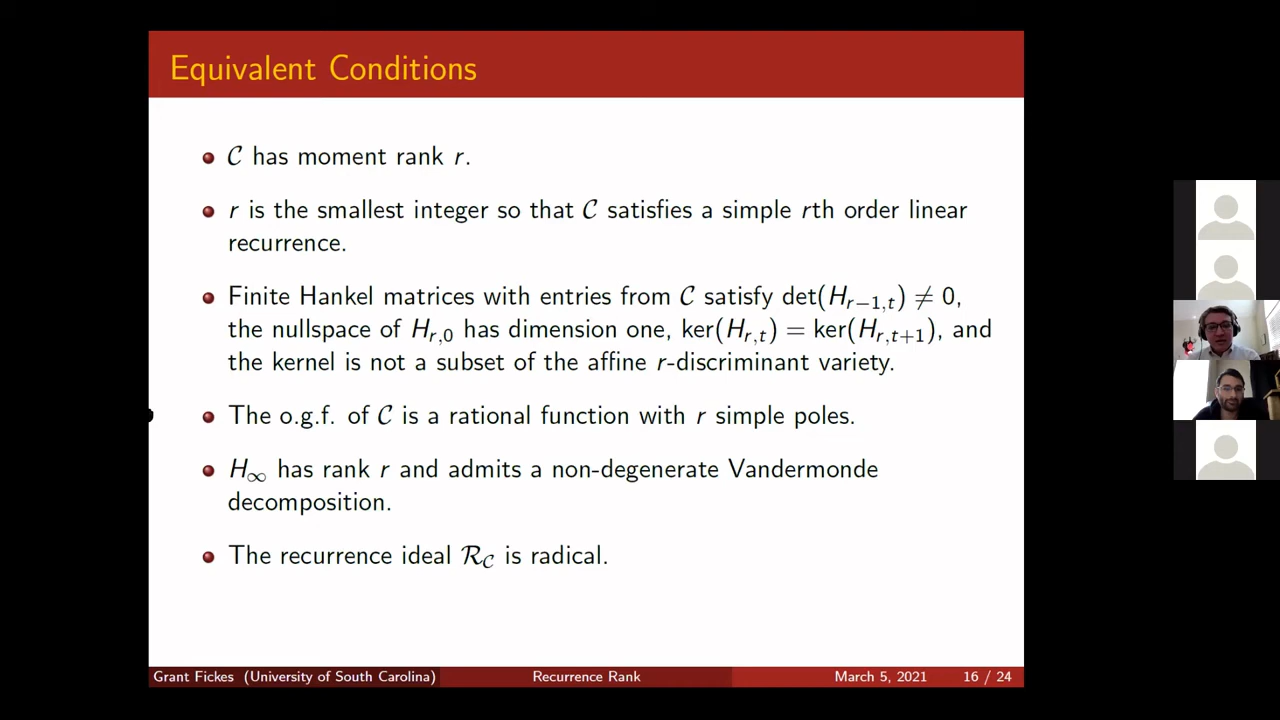 Equivalent Conditions
C has moment rank r.
r is the smallest integer so that C satisfies a simple rth order linear
recurrence.
Finite Hankel matrices with entries from C satisfy det(H_{r−1,t}) ≠ 0,
the nullspace of H_{r,0} has dimension one, ker(H_{r,t}) = ker(H_{r,t+1}), and
the kernel is not a subset of the affine r-discriminant variety.
The o.g.f. of C is a rational function with r simple poles.
H_∞ has rank r and admits a non-degenerate Vandermonde
decomposition.
The recurrence ideal R_C is radical.
Grant Fickes (University of South Carolina) Recurrence Rank March 5, 2021 16 / 24